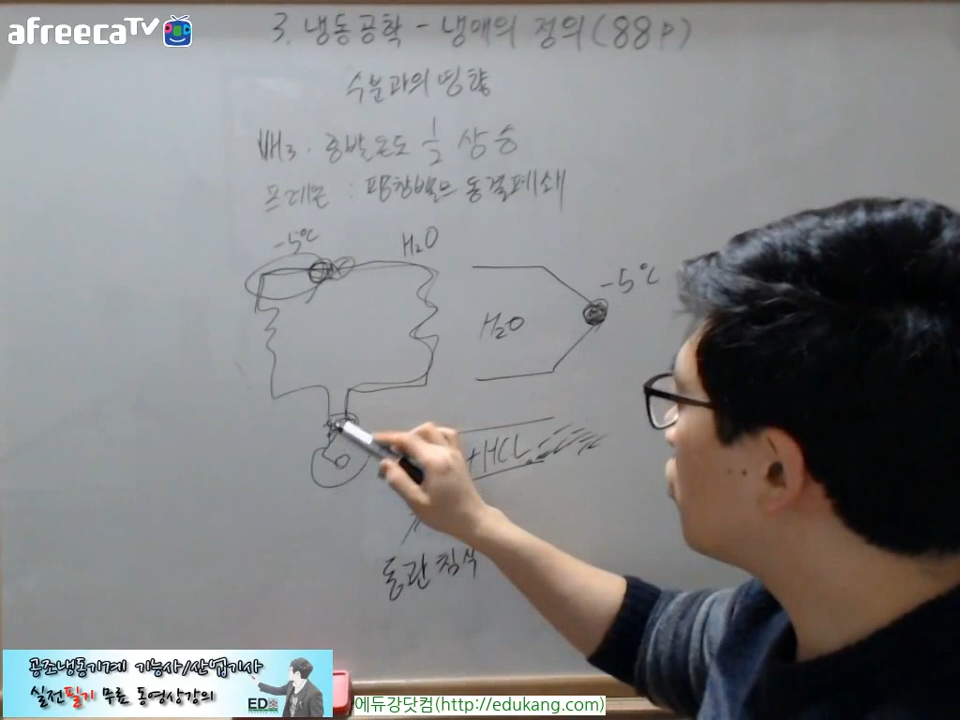 afreecaTV
3. 냉동공학 - 냉매의 정의(88p)
수분과의 영향
NH3 : 증발온도 1/2 상승
프레온 : 팽창밸브 동결폐쇄
-5℃
H2O
-5℃
H2O
+HCL
동관 침식
공조냉동기계 기능사/산업기사
실전필기 무료 동영상강의
EDU
에듀강닷컴(http://edukang.com)